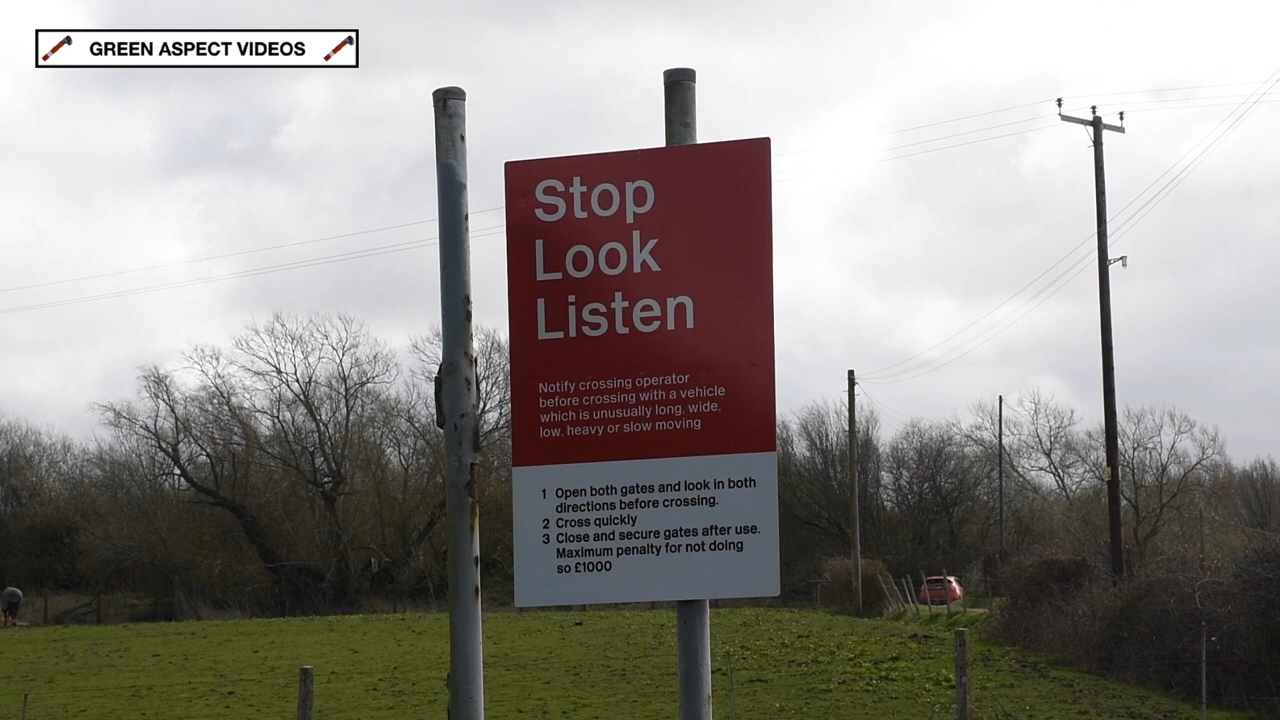 GREEN ASPECT VIDEOS
Stop
Look
Listen
Notify crossing operator
before crossing with a vehicle
which is unusually long, wide,
low, heavy or slow moving
1 Open both gates and look in both
directions before crossing.
2 Cross quickly
3 Close and secure gates after use.
Maximum penalty for not doing
so £1000